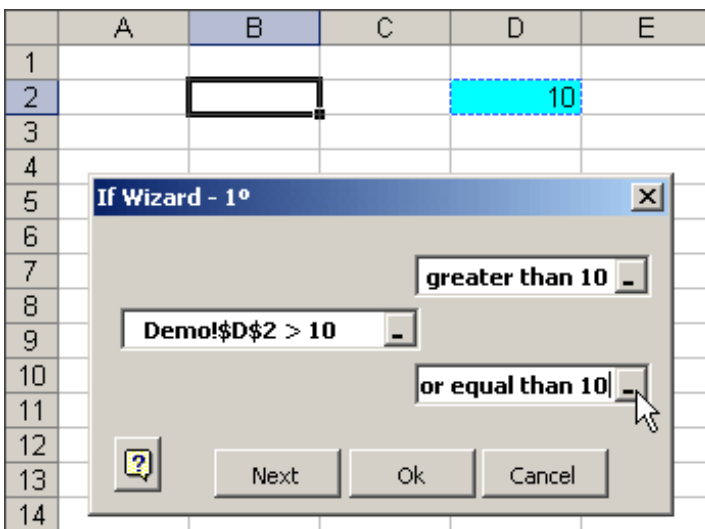 A B C D E
1
2 10
3
4
5
If Wizard - 1º
6
7
greater than 10
8
Demo!$D$2 > 10
9
10
or equal than 10
11
12
Next Ok Cancel
13
14